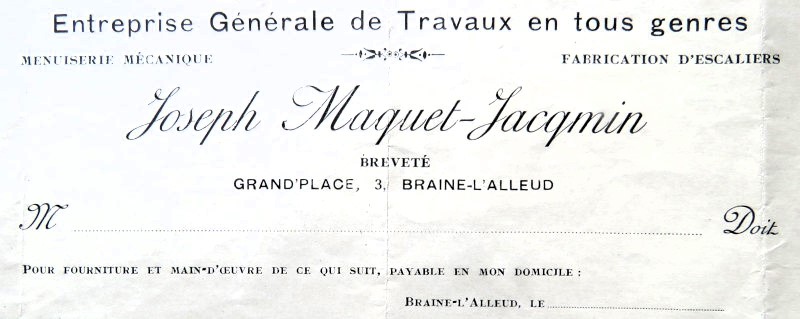 Entreprise Générale de Travaux en tous genres
MENUISERIE MÉCANIQUE FABRICATION D'ESCALIERS
Joseph Maquet-Jacqmin
BREVETÉ
GRAND'PLACE, 3, BRAINE-L'ALLEUD
M Doit
POUR FOURNITURE ET MAIN-D'ŒUVRE DE CE QUI SUIT, PAYABLE EN MON DOMICILE :
BRAINE-L'ALLEUD, LE